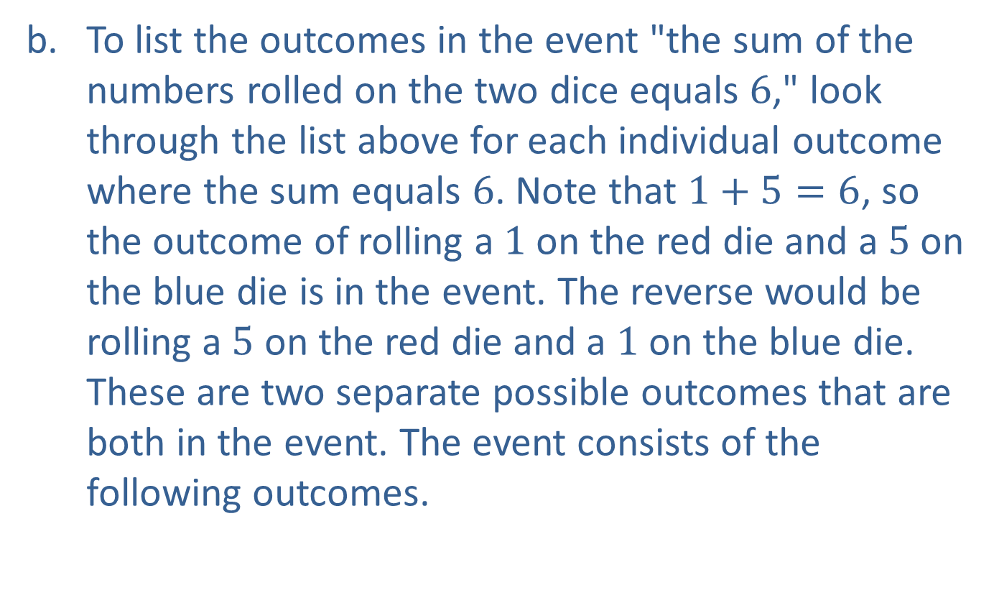 b. To list the outcomes in the event "the sum of the
numbers rolled on the two dice equals 6," look
through the list above for each individual outcome
where the sum equals 6. Note that 1 + 5 = 6, so
the outcome of rolling a 1 on the red die and a 5 on
the blue die is in the event. The reverse would be
rolling a 5 on the red die and a 1 on the blue die.
These are two separate possible outcomes that are
both in the event. The event consists of the
following outcomes.